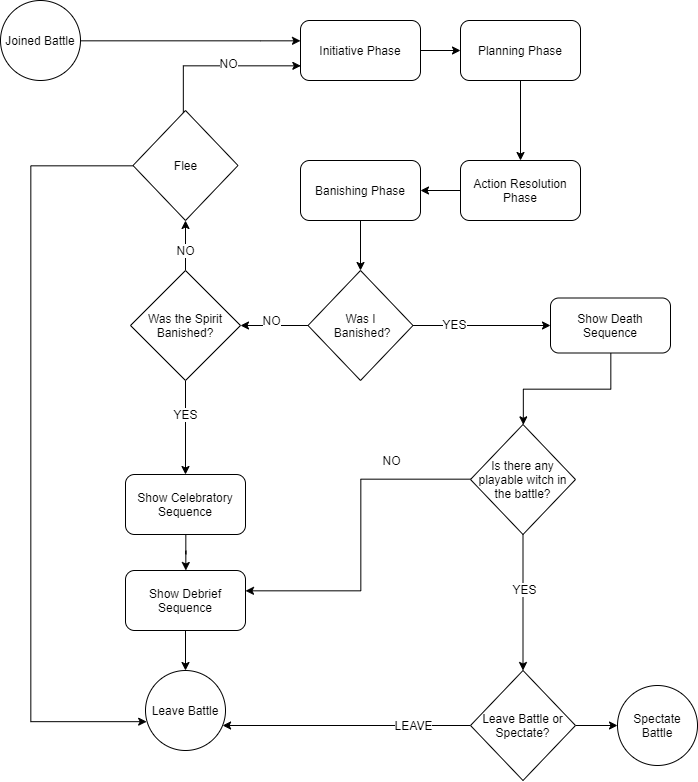 Joined Battle
Initiative Phase
Planning Phase
NO
Flee
Banishing Phase
Action Resolution
Phase
NO
Was the Spirit
Banished?
NO
Was I
Banished?
YES
Show Death
Sequence
YES
NO
Is there any
playable witch in
the battle?
Show Celebratory
Sequence
Show Debrief
Sequence
YES
Leave Battle
LEAVE
Leave Battle or
Spectate?
Spectate
Battle